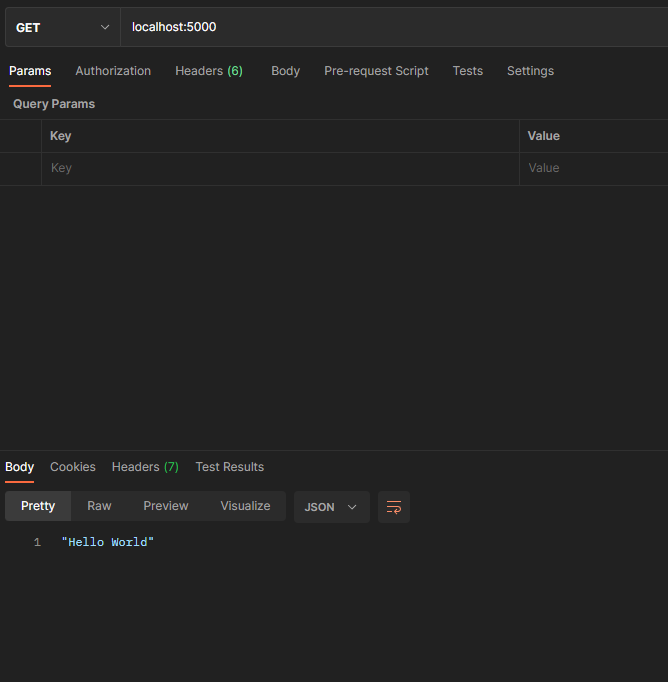 GET localhost:5000
Params Authorization Headers (6) Body Pre-request Script Tests Settings
Query Params
Key Value
Key Value
Body Cookies Headers (7) Test Results
Pretty Raw Preview Visualize JSON
1 "Hello World"